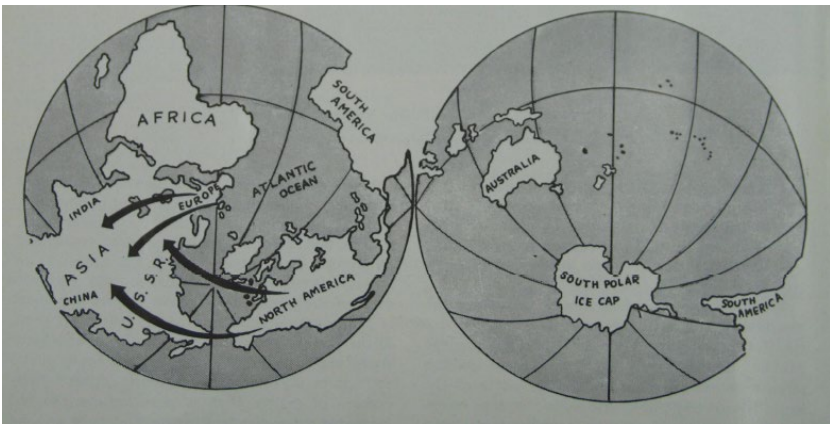 AFRICA
SOUTH
AMERICA
ATLANTIC
OCEAN
EUROPE
INDIA
ASIA
CHINA
U.S.S.R.
NORTH AMERICA
AUSTRALIA
SOUTH POLAR
ICE CAP
SOUTH
AMERICA